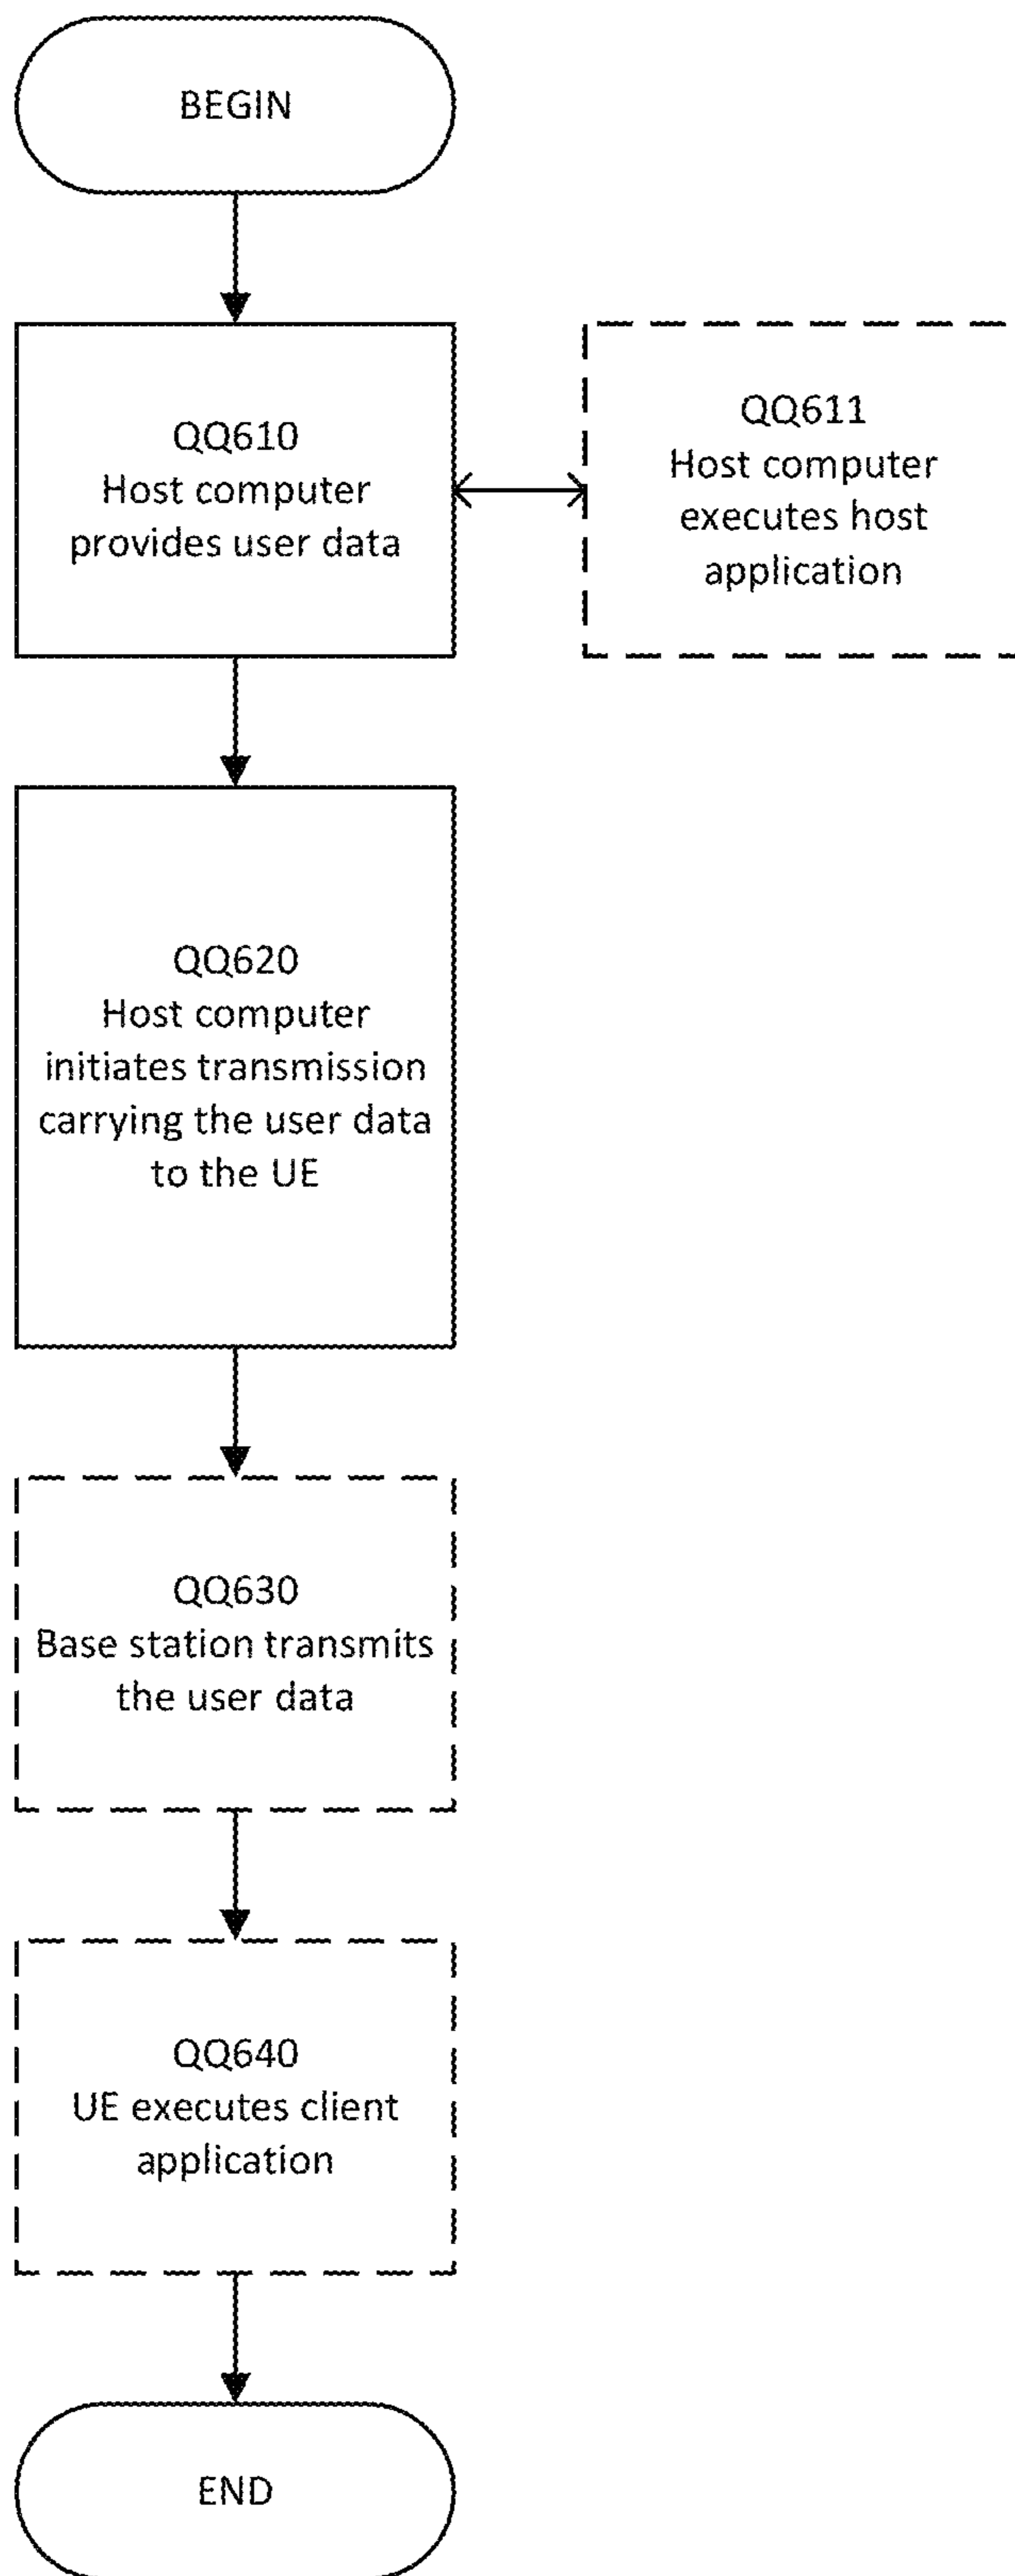 BEGIN
QQ610
Host computer
provides user data
QQ611
Host computer
executes host
application
QQ620
Host computer
initiates transmission
carrying the user data
to the UE
QQ630
Base station transmits
the user data
QQ640
UE executes client
application
END